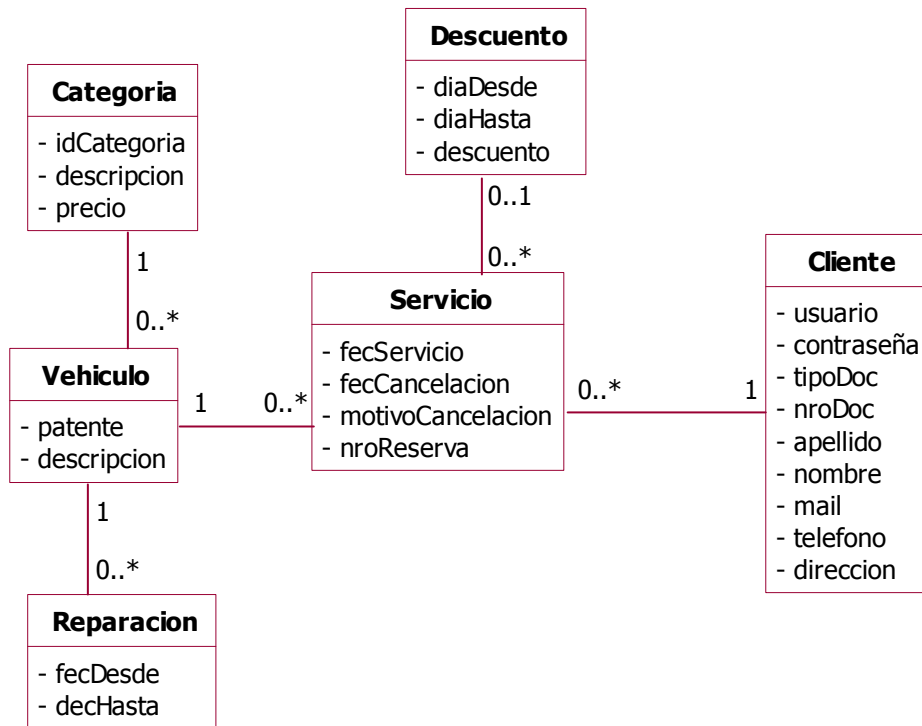 Descuento
- diaDesde
- diaHasta
- descuento
Categoria
- idCategoria
- descripcion
- precio
0..1
0..*
1
0..*
Cliente
- usuario
- contraseña
- tipoDoc
- nroDoc
- apellido
- nombre
- mail
- telefono
- direccion
Servicio
- fecServicio
- fecCancelacion
- motivoCancelacion
- nroReserva
Vehiculo
- patente
- descripcion
1
0..*
0..*
1
1
0..*
Reparacion
- fecDesde
- decHasta